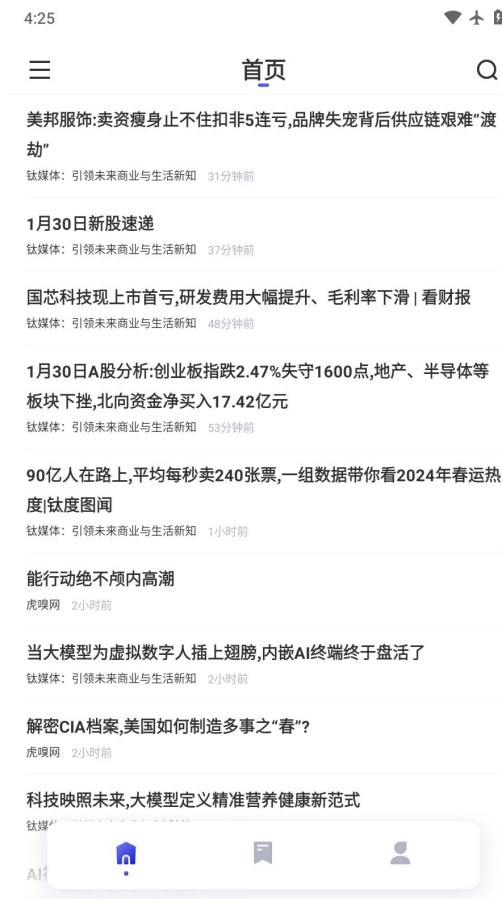 4:25
首页
美邦服饰:卖资瘦身止不住扣非5连亏,品牌失宠背后供应链艰难“渡
劫”
钛媒体：引领未来商业与生活新知 31分钟前
1月30日新股速递
钛媒体：引领未来商业与生活新知 37分钟前
国芯科技现上市首亏,研发费用大幅提升、毛利率下滑 | 看财报
钛媒体：引领未来商业与生活新知 48分钟前
1月30日A股分析:创业板指跌2.47%失守1600点,地产、半导体等
板块下挫,北向资金净买入17.42亿元
钛媒体：引领未来商业与生活新知 53分钟前
90亿人在路上,平均每秒卖240张票,一组数据带你看2024年春运热
度|钛度图闻
钛媒体：引领未来商业与生活新知 1小时前
能行动绝不颅内高潮
虎嗅网 2小时前
当大模型为虚拟数字人插上翅膀,内嵌AI终端终于盘活了
钛媒体：引领未来商业与生活新知 2小时前
解密CIA档案,美国如何制造多事之“春”?
虎嗅网 2小时前
科技映照未来,大模型定义精准营养健康新范式
钛媒
AI